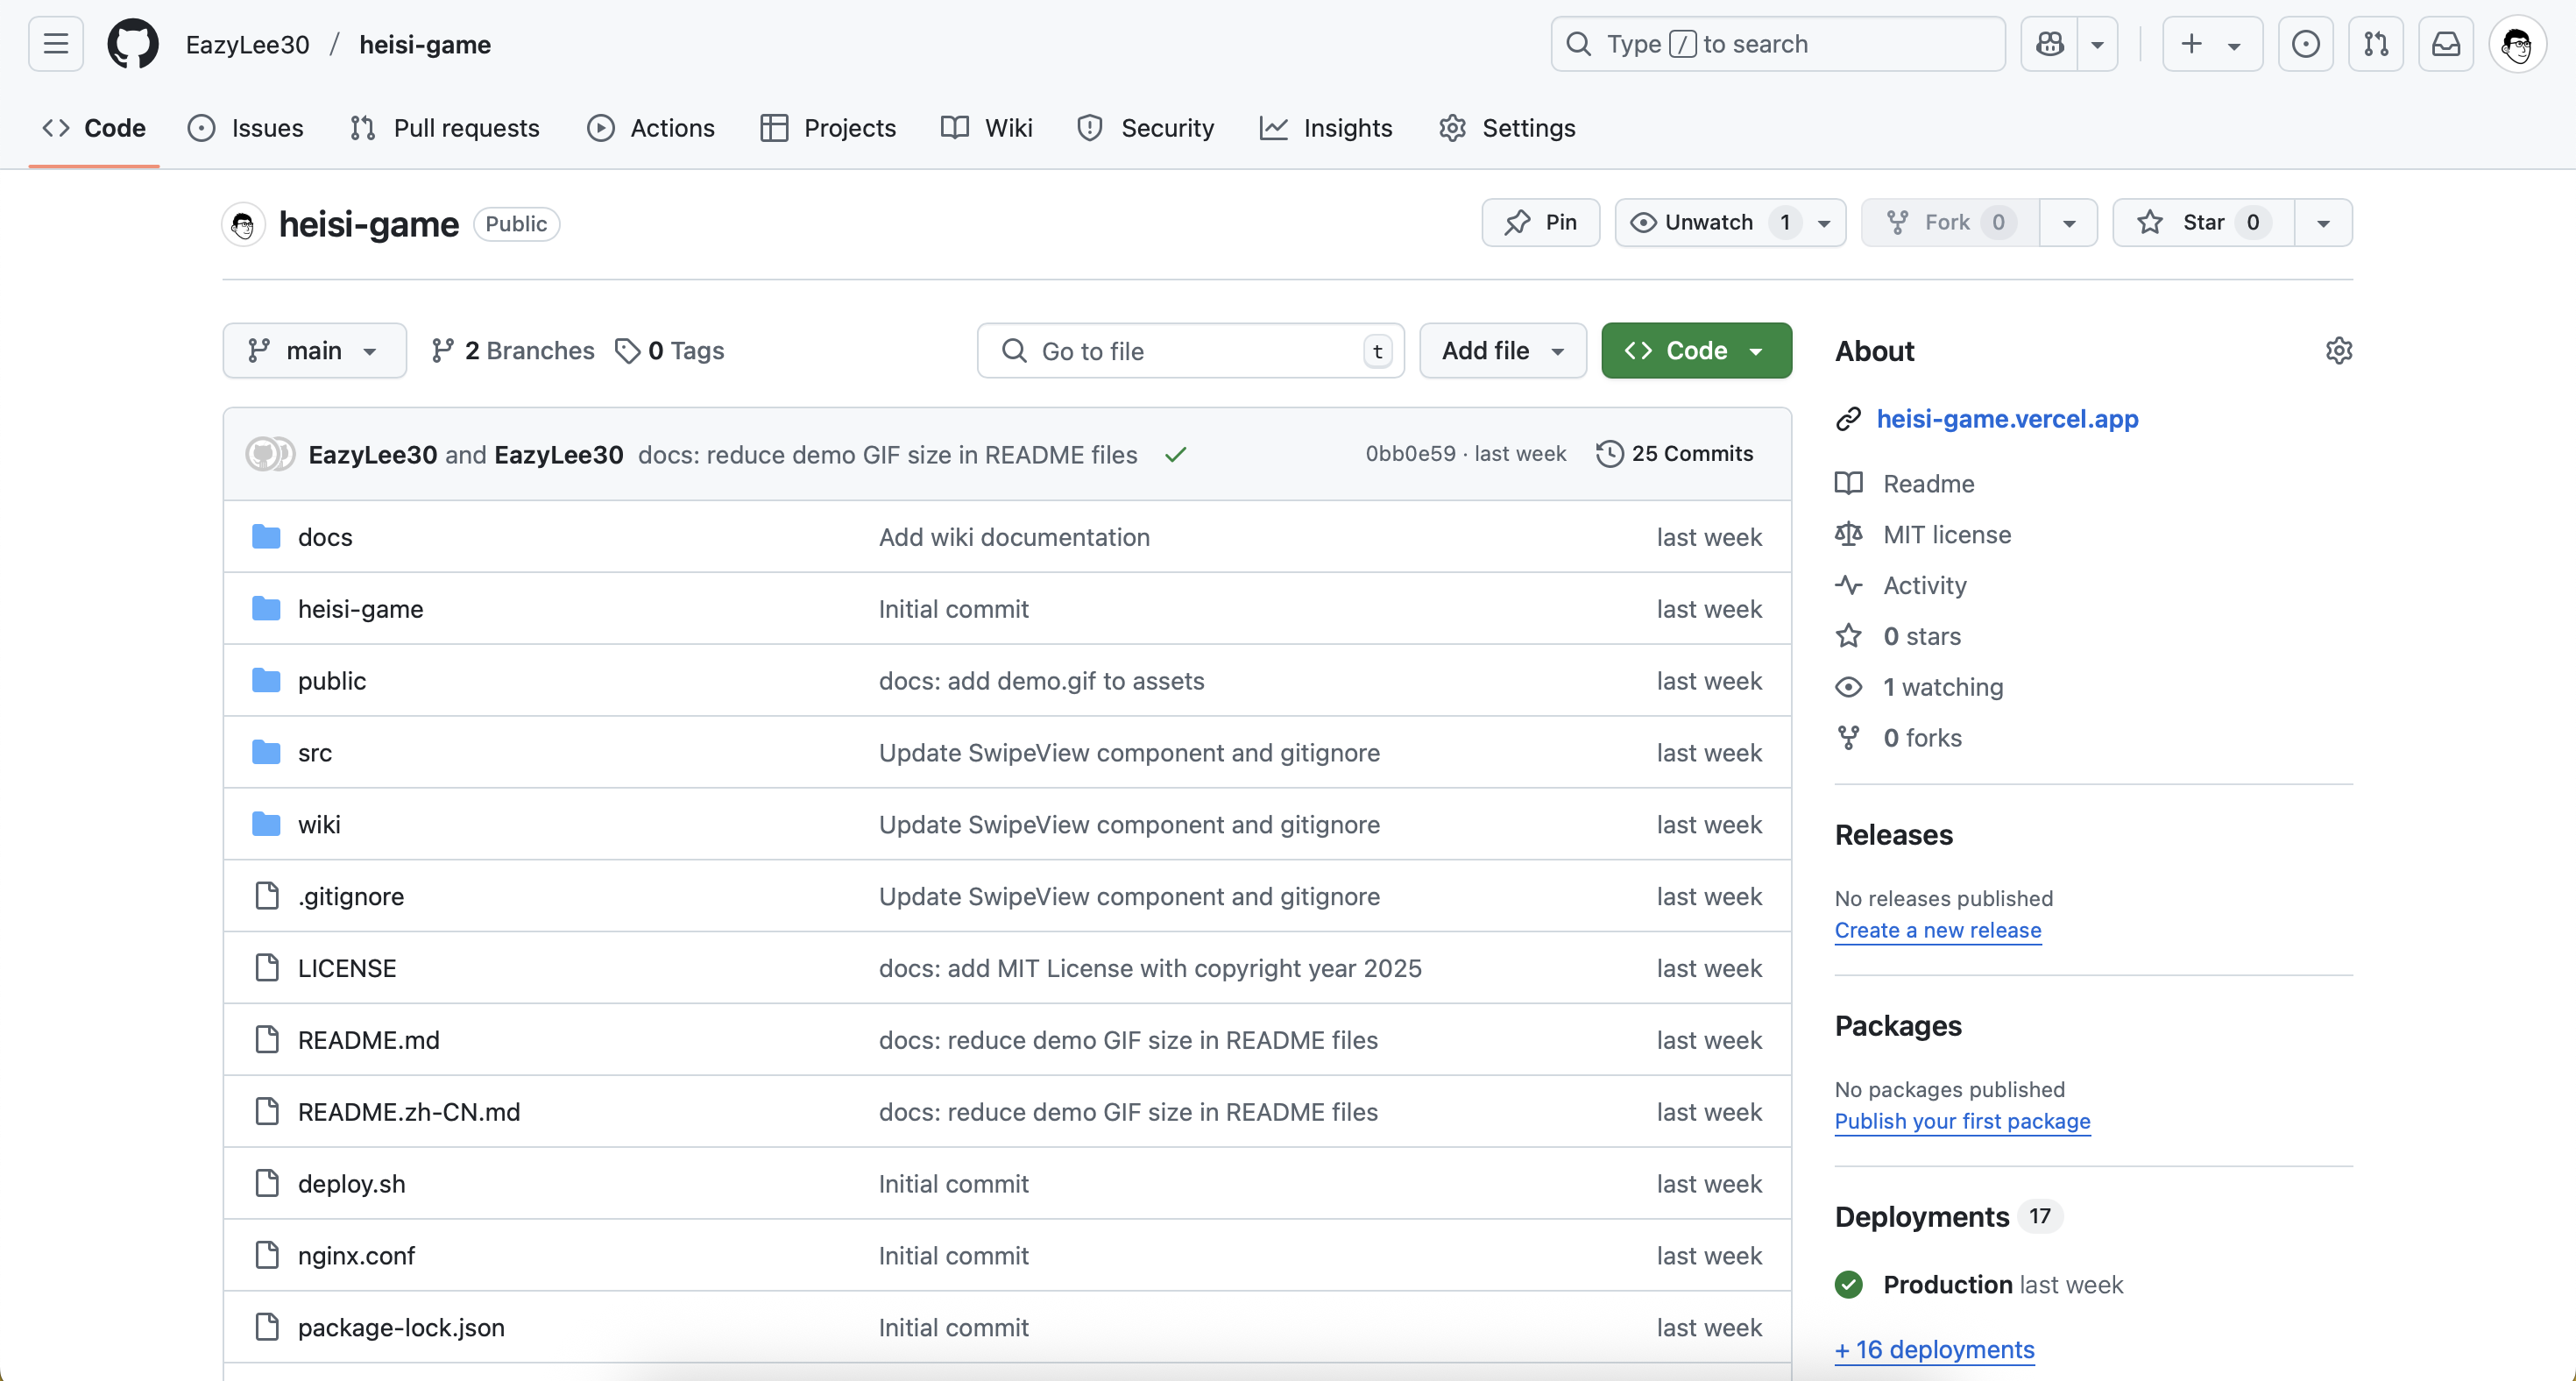 EazyLee30 / heisi-game
Type / to search
Code
Issues
Pull requests
Actions
Projects
Wiki
Security
Insights
Settings
heisi-game Public
Pin
Unwatch 1
Fork 0
Star 0
main
2 Branches
0 Tags
Go to file t
Add file
Code
EazyLee30 and EazyLee30 docs: reduce demo GIF size in README files
0bb0e59 · last week
25 Commits
docs Add wiki documentation last week
heisi-game Initial commit last week
public docs: add demo.gif to assets last week
src Update SwipeView component and gitignore last week
wiki Update SwipeView component and gitignore last week
.gitignore Update SwipeView component and gitignore last week
LICENSE docs: add MIT License with copyright year 2025 last week
README.md docs: reduce demo GIF size in README files last week
README.zh-CN.md docs: reduce demo GIF size in README files last week
deploy.sh Initial commit last week
nginx.conf Initial commit last week
package-lock.json Initial commit last week
About
heisi-game.vercel.app
Readme
MIT license
Activity
0 stars
1 watching
0 forks
Releases
No releases published
Create a new release
Packages
No packages published
Publish your first package
Deployments 17
Production last week
+ 16 deployments